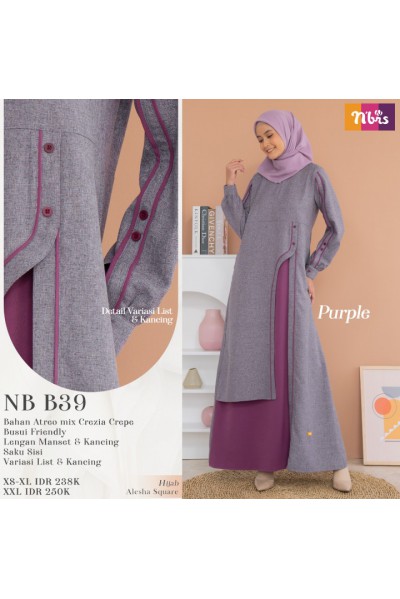 Nbrs
Detail Variasi List
& Kancing
GIVENCHY
Purple
NB B39
Bahan Atreo mix Crezia Crepe
Busui Friendly
Lengan Manset & Kancing
Saku Sisi
Variasi List & Kancing
XS-XL IDR 238K
XXL IDR 250K
Hijab
Alesha Square